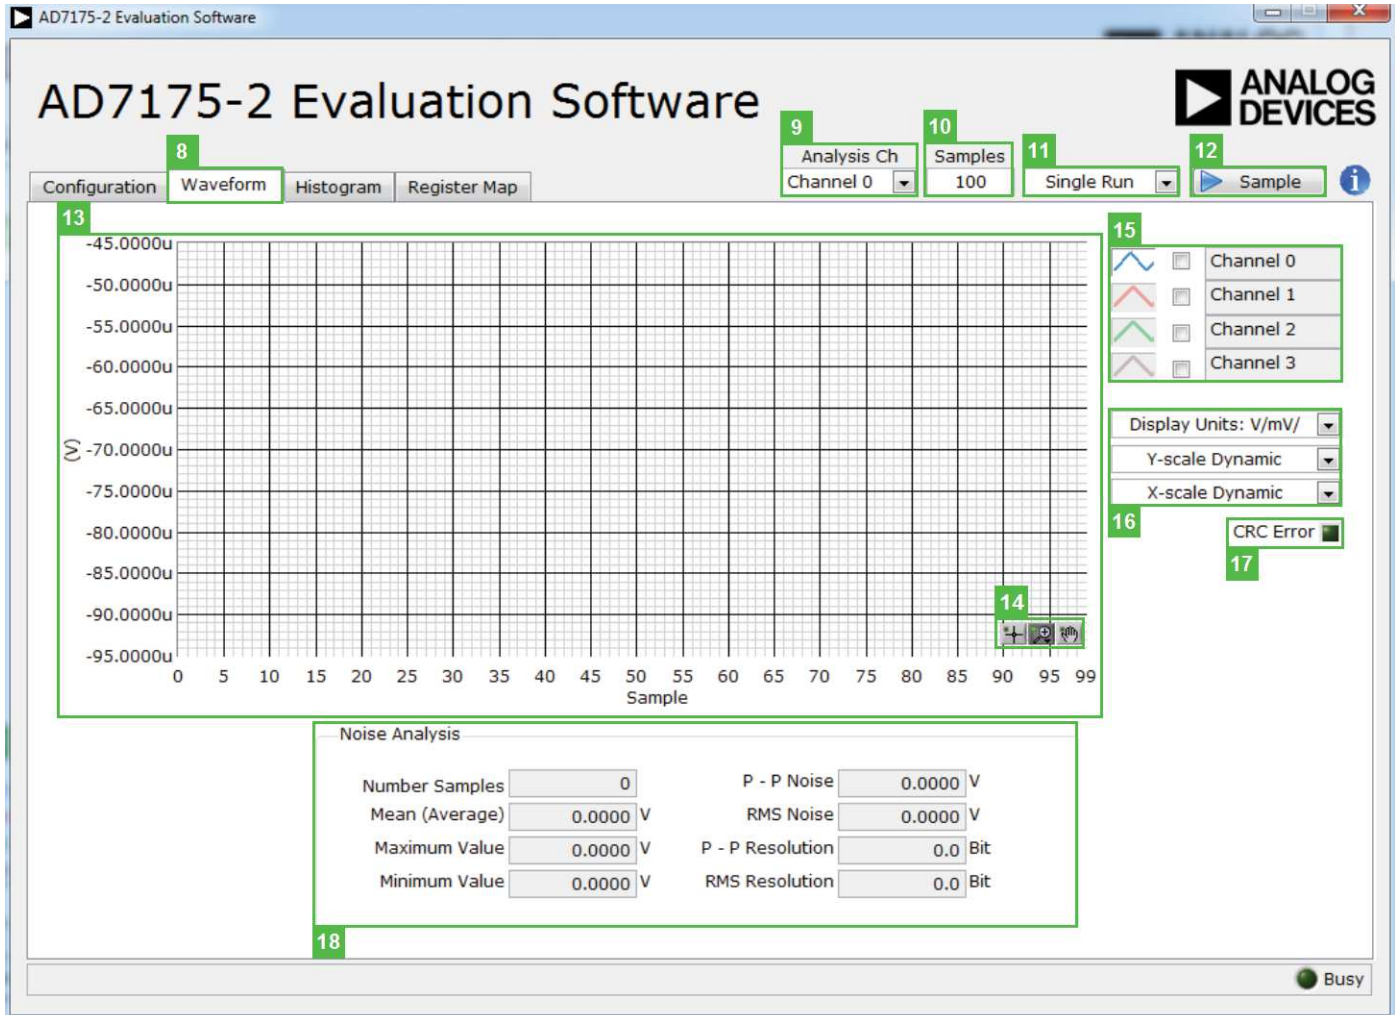 AD7175-2 Evaluation Software
AD7175-2 Evaluation Software
ANALOG
DEVICES
9
10
11
12
Analysis Ch
Samples
Channel 0
100
Single Run
Sample
i
8
Configuration
Waveform
Histogram
Register Map
13
-45.0000u
-50.0000u
-55.0000u
-60.0000u
-65.0000u
-70.0000u
-75.0000u
-80.0000u
-85.0000u
-90.0000u
-95.0000u
(V)
14
0 5 10 15 20 25 30 35 40 45 50 55 60 65 70 75 80 85 90 95 99
Sample
15
Channel 0
Channel 1
Channel 2
Channel 3
Display Units: V/mV/
Y-scale Dynamic
X-scale Dynamic
16
CRC Error
17
Noise Analysis
Number Samples 0
Mean (Average) 0.0000 V
Maximum Value 0.0000 V
Minimum Value 0.0000 V
P - P Noise 0.0000 V
RMS Noise 0.0000 V
P - P Resolution 0.0 Bit
RMS Resolution 0.0 Bit
18
Busy